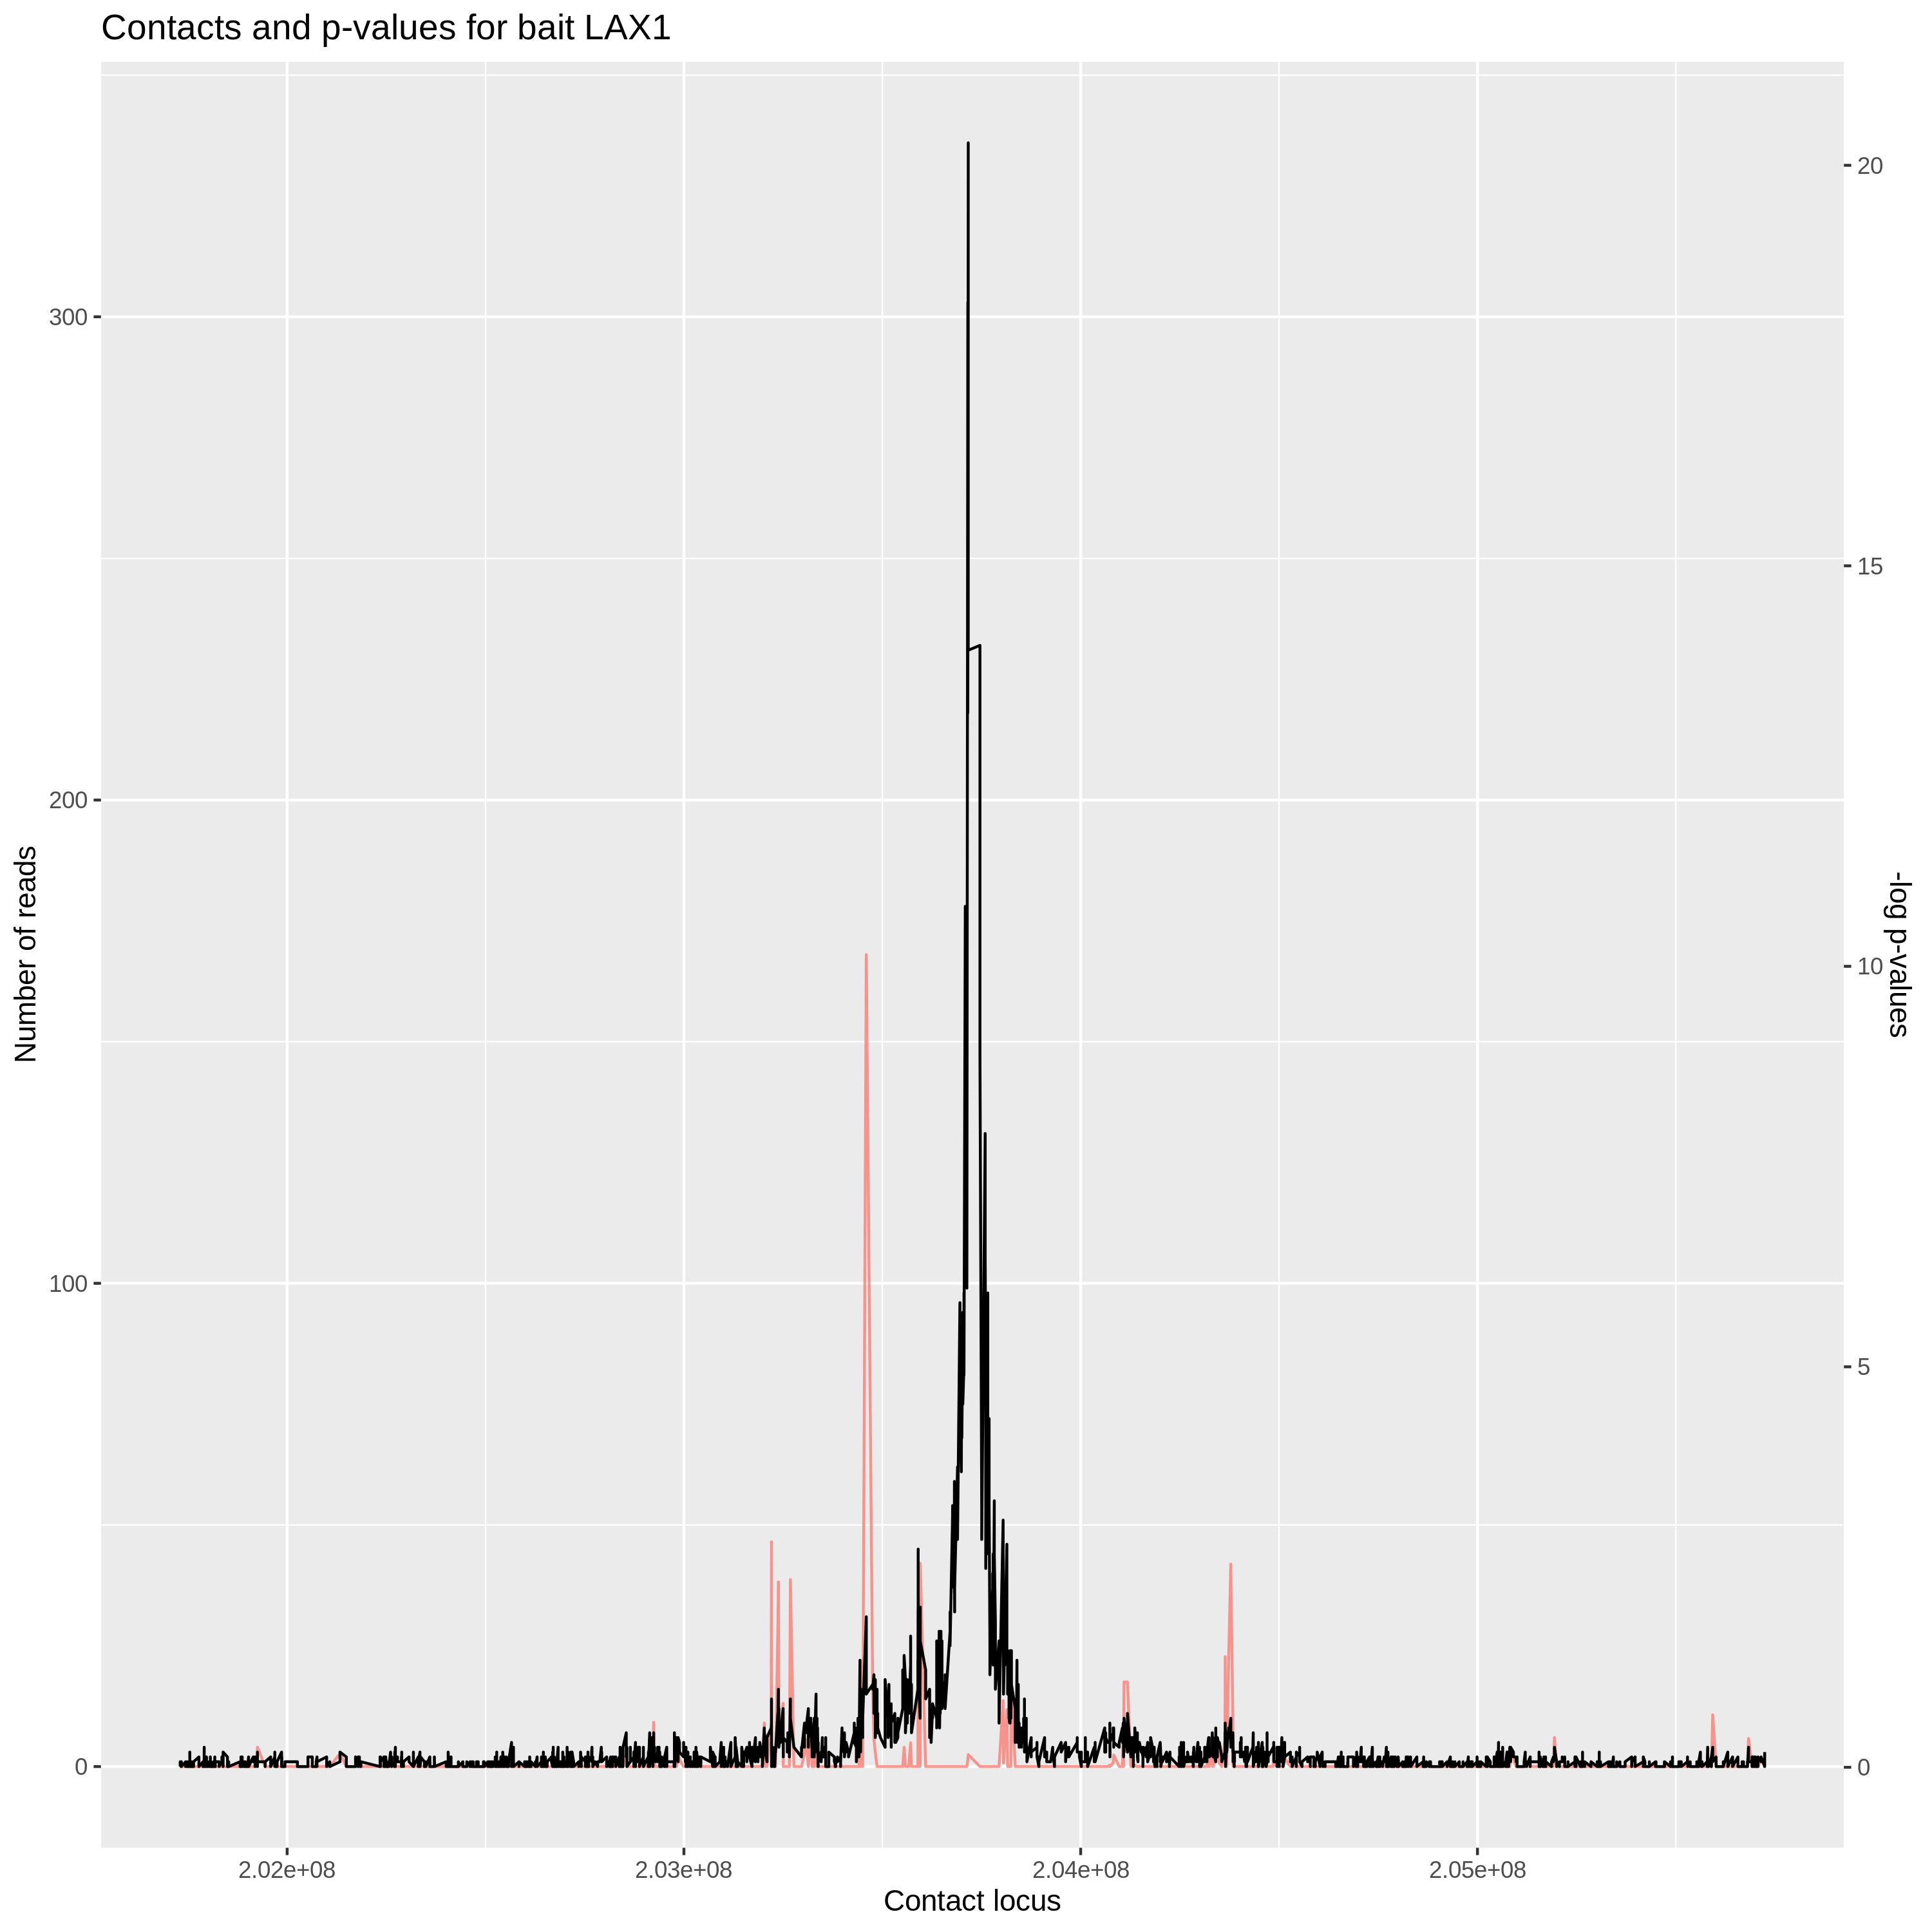 Contacts and p-values for bait LAX1
Number of reads
300
200
100
0
20
15
10
5
0
-log p-values
2.02e+08
2.03e+08
2.04e+08
2.05e+08
Contact locus